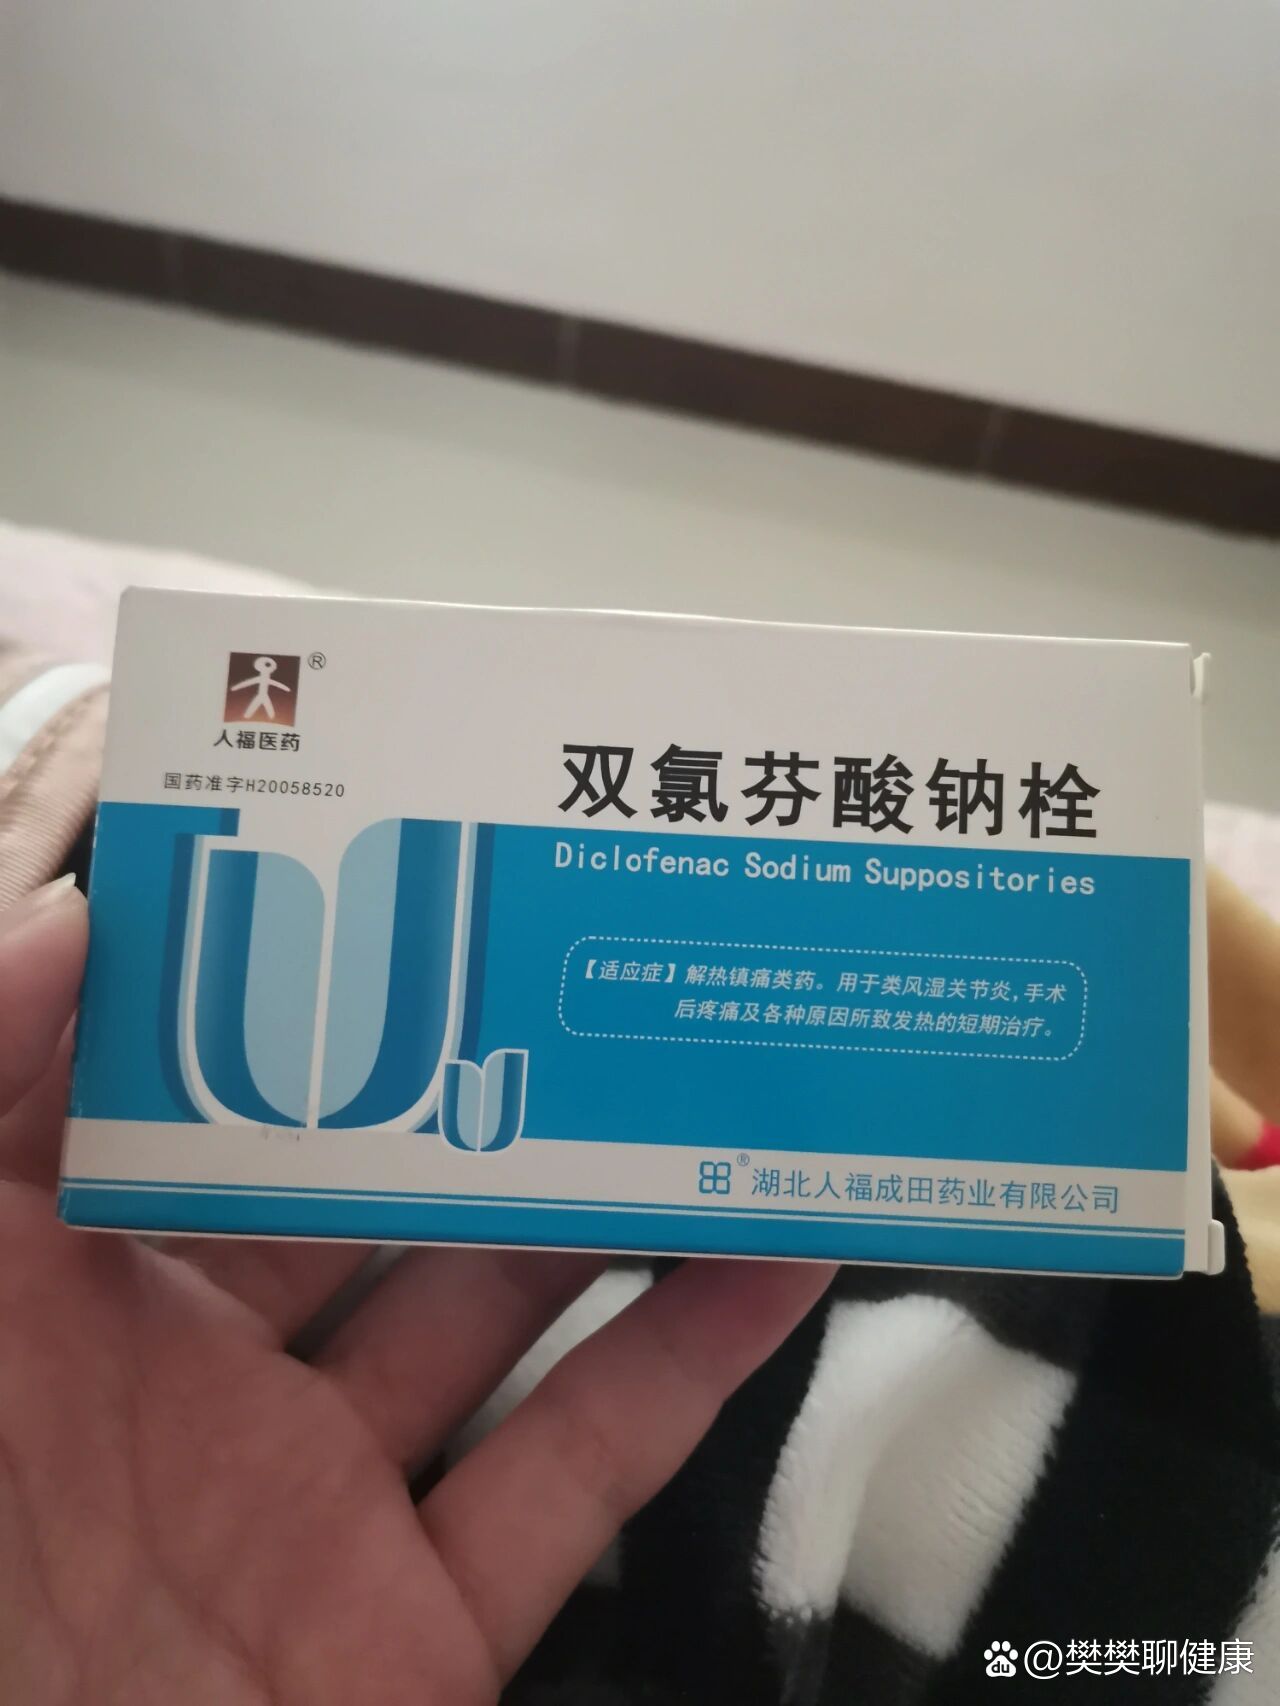 ®
人福医药
国药准字H20058520
双氯芬酸钠栓
Diclofenac Sodium Suppositories
【适应症】解热镇痛类药。用于类风湿关节炎，手术
后疼痛及各种原因所致发热的短期治疗。
® 湖北人福成田药业有限公司
du @樊樊聊健康